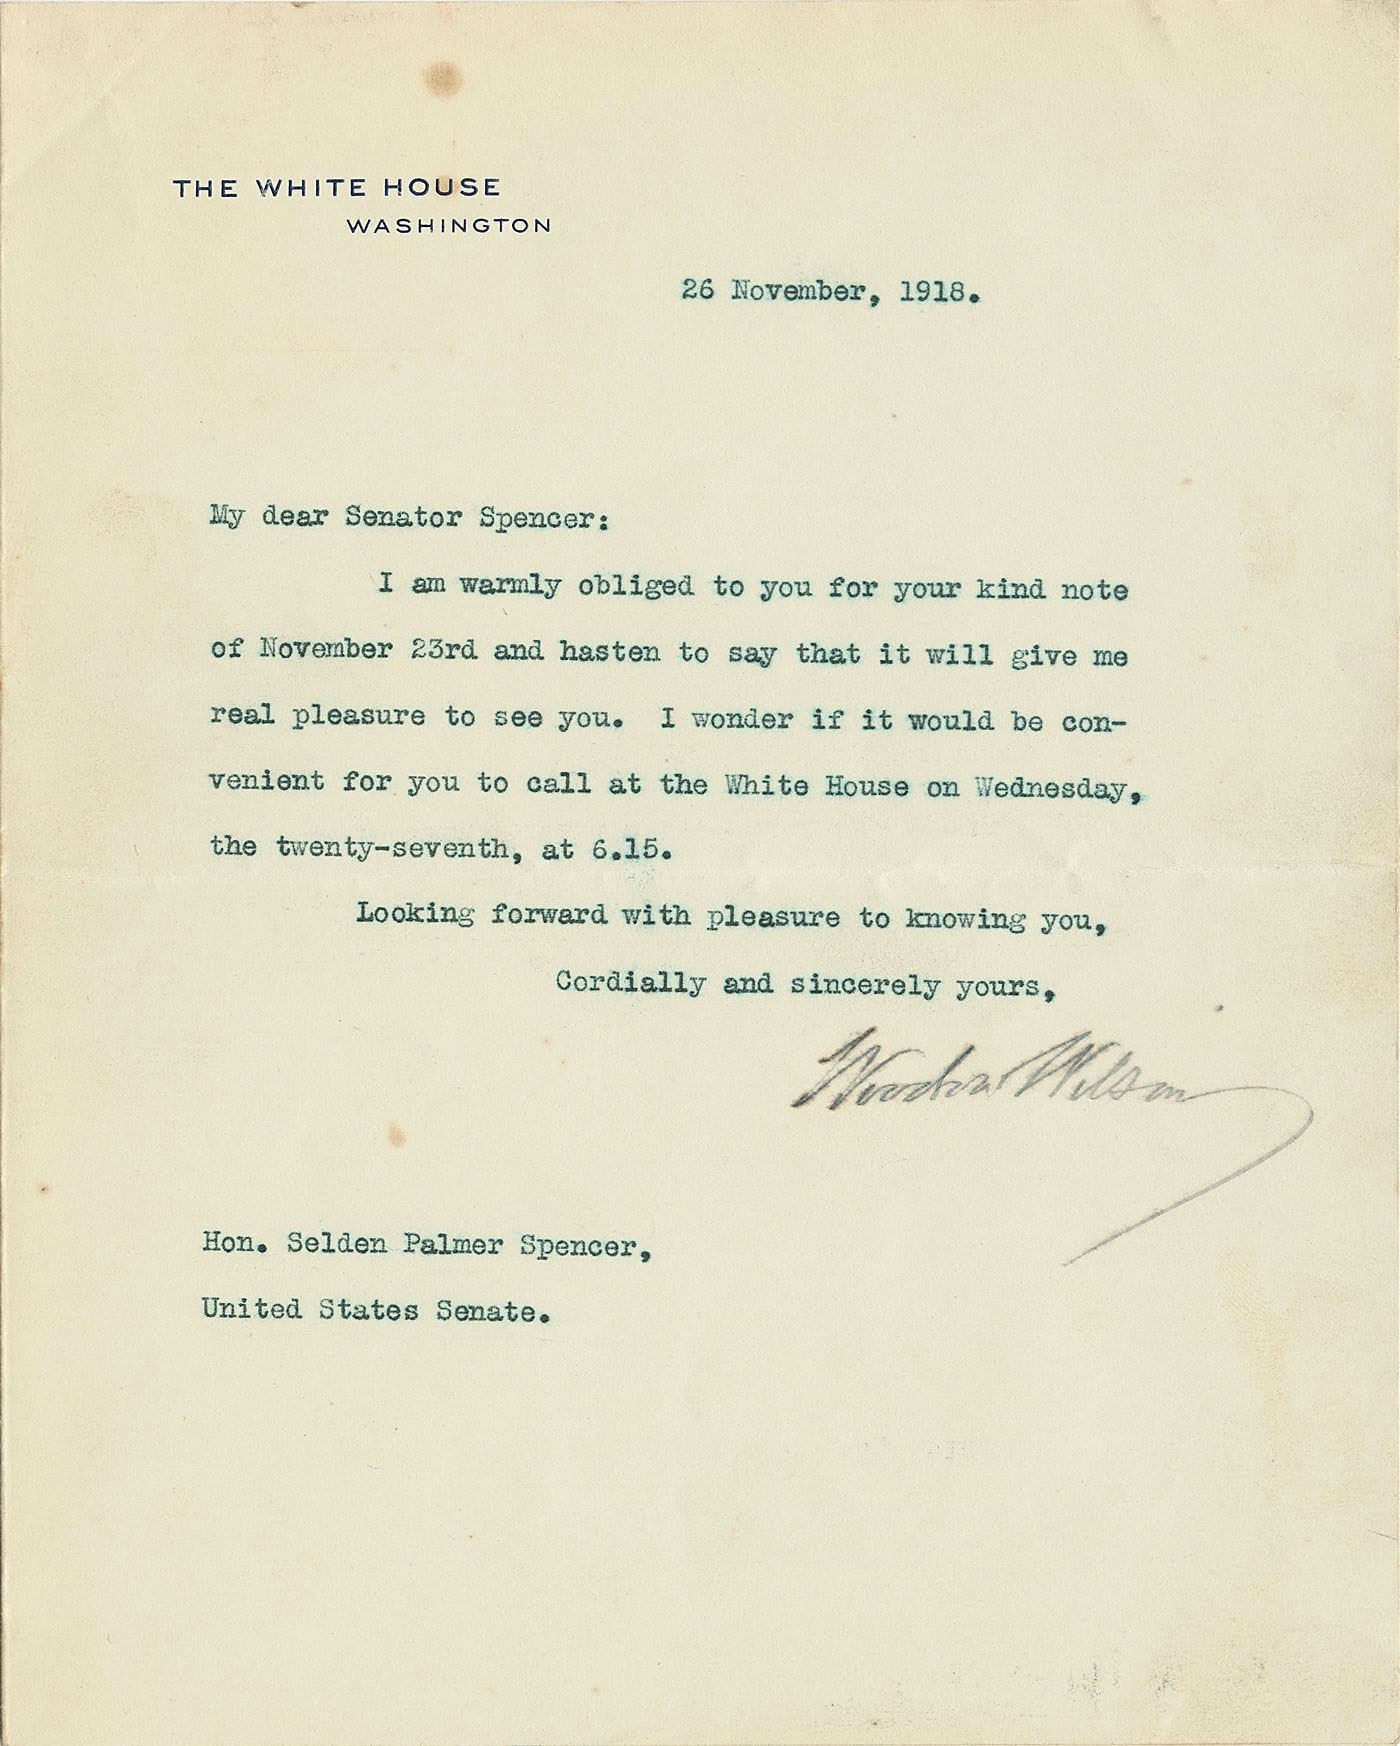 THE WHITE HOUSE
WASHINGTON
26 November, 1918.
My dear Senator Spencer:
I am warmly obliged to you for your kind note
of November 23rd and hasten to say that it will give me
real pleasure to see you. I wonder if it would be con-
venient for you to call at the White House on Wednesday,
the twenty-seventh, at 6.15.
Looking forward with pleasure to knowing you,
Cordially and sincerely yours,
Woodrow Wilson
Hon. Selden Palmer Spencer,
United States Senate.